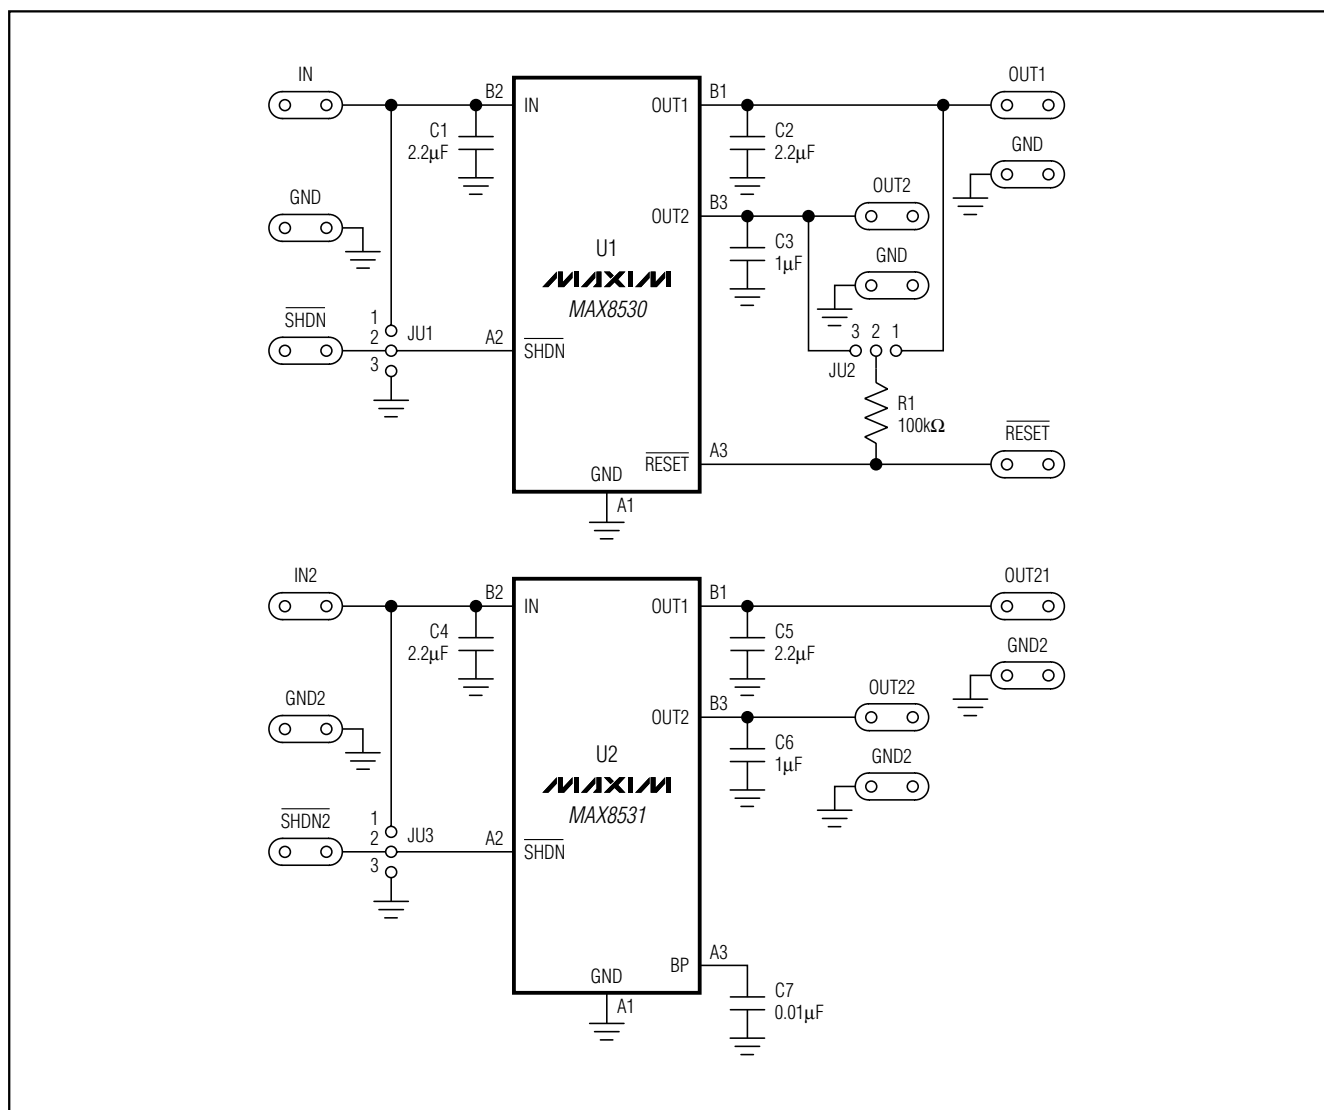 IN
B2
IN
C1
2.2μF
GND
SHDN
1
2
3
JU1
A2
SHDN
U1
MAXIM
MAX8530
OUT1
B1
C2
2.2μF
OUT1
GND
OUT2
B3
C3
1μF
OUT2
GND
3 2 1
JU2
R1
100kΩ
RESET
A3
RESET
GND
A1
IN2
B2
IN
C4
2.2μF
GND2
SHDN2
1
2
3
JU3
A2
SHDN
U2
MAXIM
MAX8531
OUT1
B1
C5
2.2μF
OUT21
GND2
OUT2
B3
C6
1μF
OUT22
GND2
BP
A3
C7
0.01μF
GND
A1